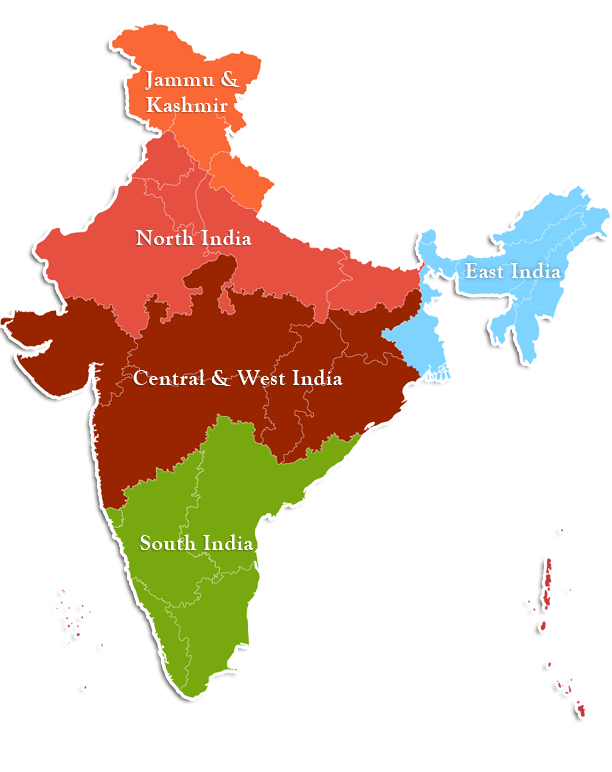 Jammu &
Kashmir
North India
East India
Central & West India
South India